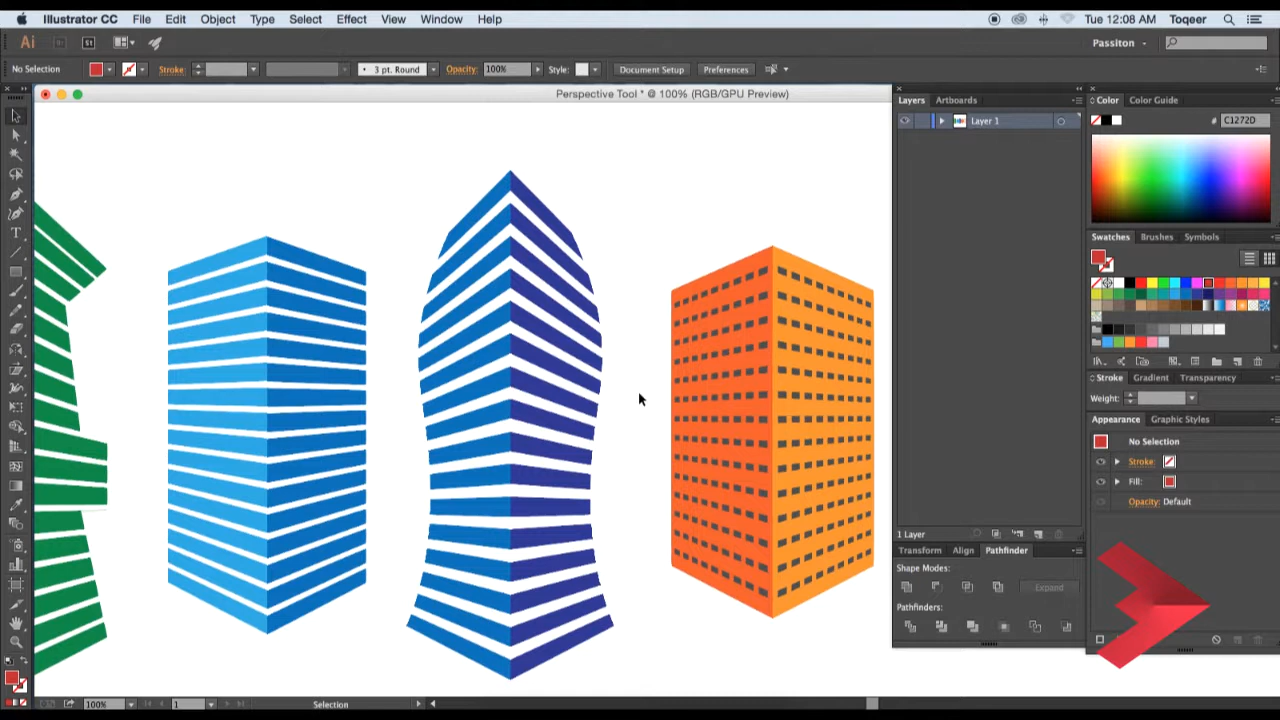 Illustrator CC File Edit Object Type Select Effect View Window Help Tue 12:08 AM Toqeer
Ai Br St Passiton
No Selection Stroke: 3 pt. Round Opacity: 100% Style: Document Setup Preferences
Perspective Tool * @ 100% (RGB/GPU Preview)
Layers Artboards
Layer 1
Color Color Guide
# C1272D
Swatches Brushes Symbols
Stroke Gradient Transparency
Weight:
Appearance Graphic Styles
No Selection
Stroke:
Fill:
Opacity: Default
1 Layer
Transform Align Pathfinder
Shape Modes:
Expand
Pathfinders:
100% 1 Selection